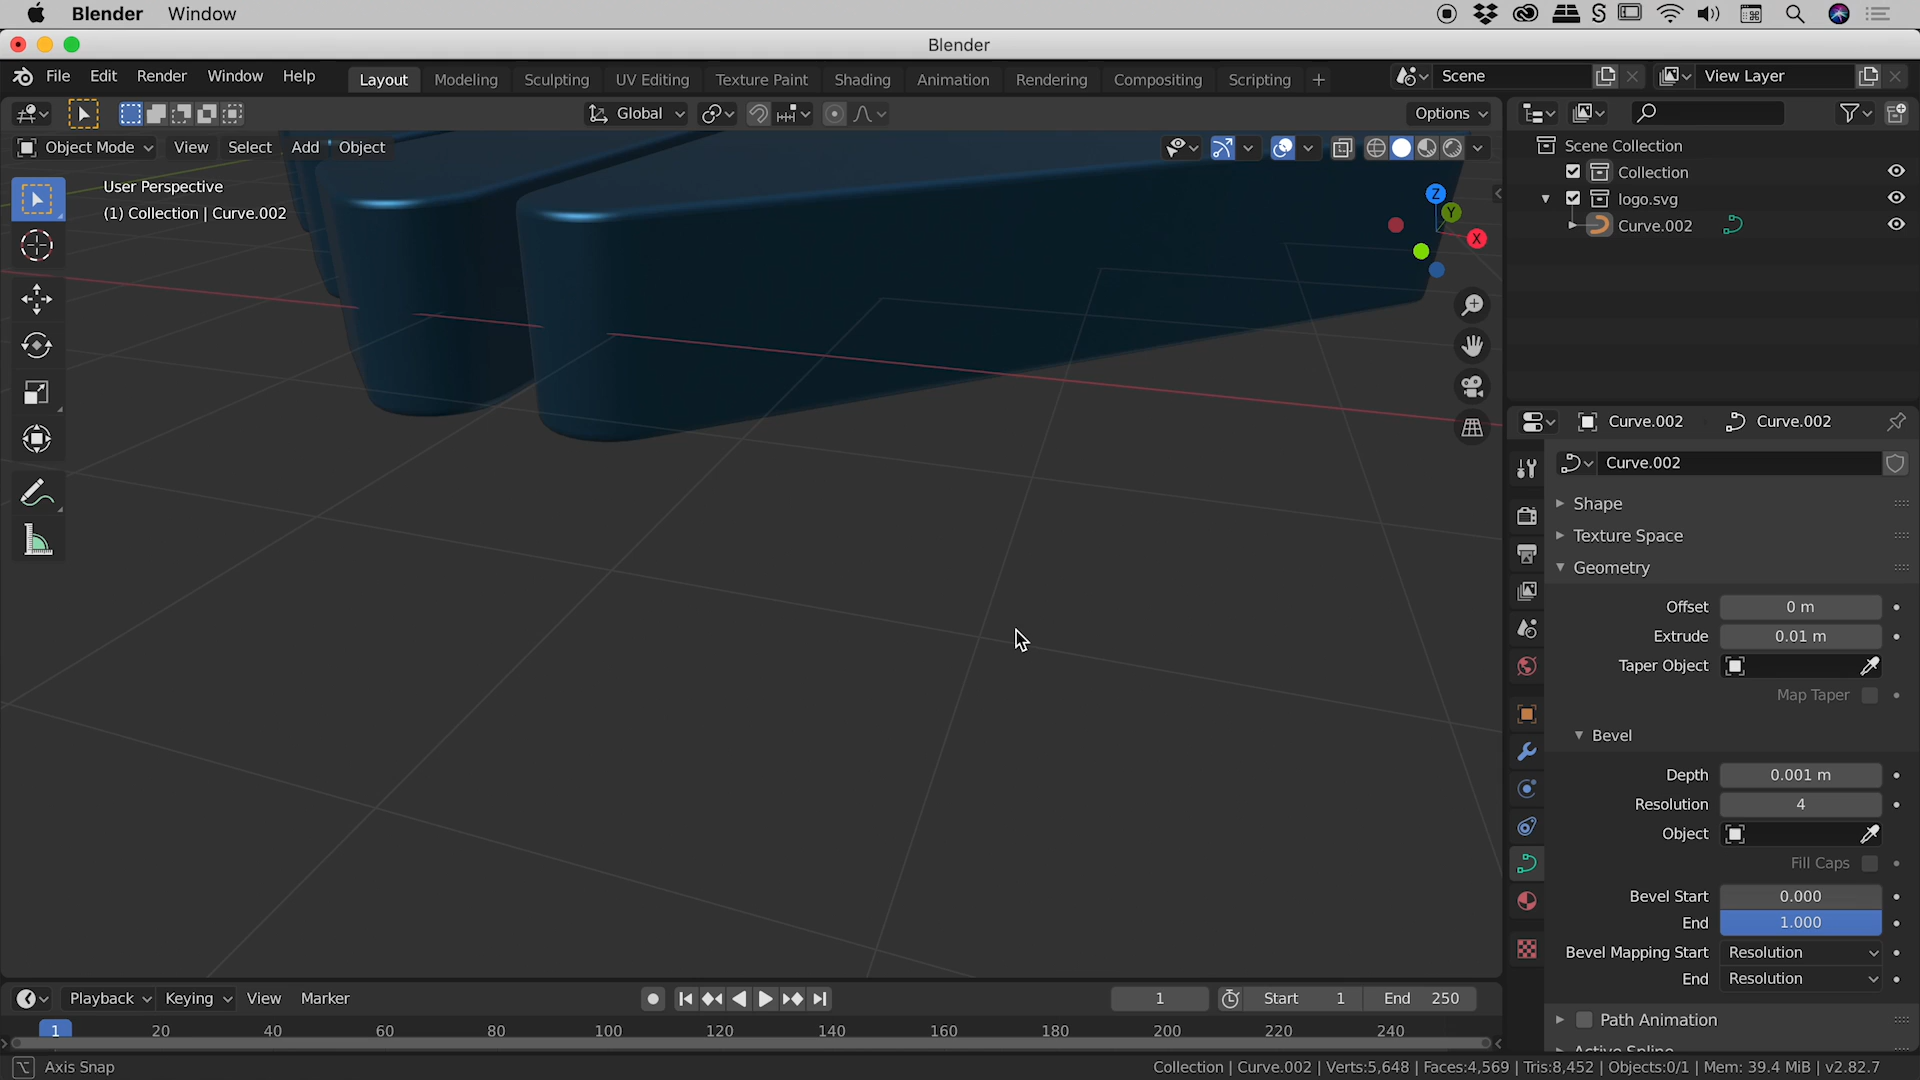 Blender Window
Blender
File Edit Render Window Help Layout Modeling Sculpting UV Editing Texture Paint Shading Animation Rendering Compositing Scripting + Scene View Layer
Global Options
Object Mode View Select Add Object
User Perspective
(1) Collection | Curve.002
Z
Y
X
Scene Collection
Collection
logo.svg
Curve.002
Curve.002 Curve.002
Curve.002
Shape
Texture Space
Geometry
Offset 0 m
Extrude 0.01 m
Taper Object
Map Taper
Bevel
Depth 0.001 m
Resolution 4
Object
Fill Caps
Bevel Start 0.000
End 1.000
Bevel Mapping Start Resolution
End Resolution
Path Animation
Active Spline
Playback Keying View Marker 1 Start 1 End 250
1 20 40 60 80 100 120 140 160 180 200 220 240
Axis Snap
Collection | Curve.002 | Verts:5,648 | Faces:4,569 | Tris:8,452 | Objects:0/1 | Mem: 39.4 MiB | v2.82.7